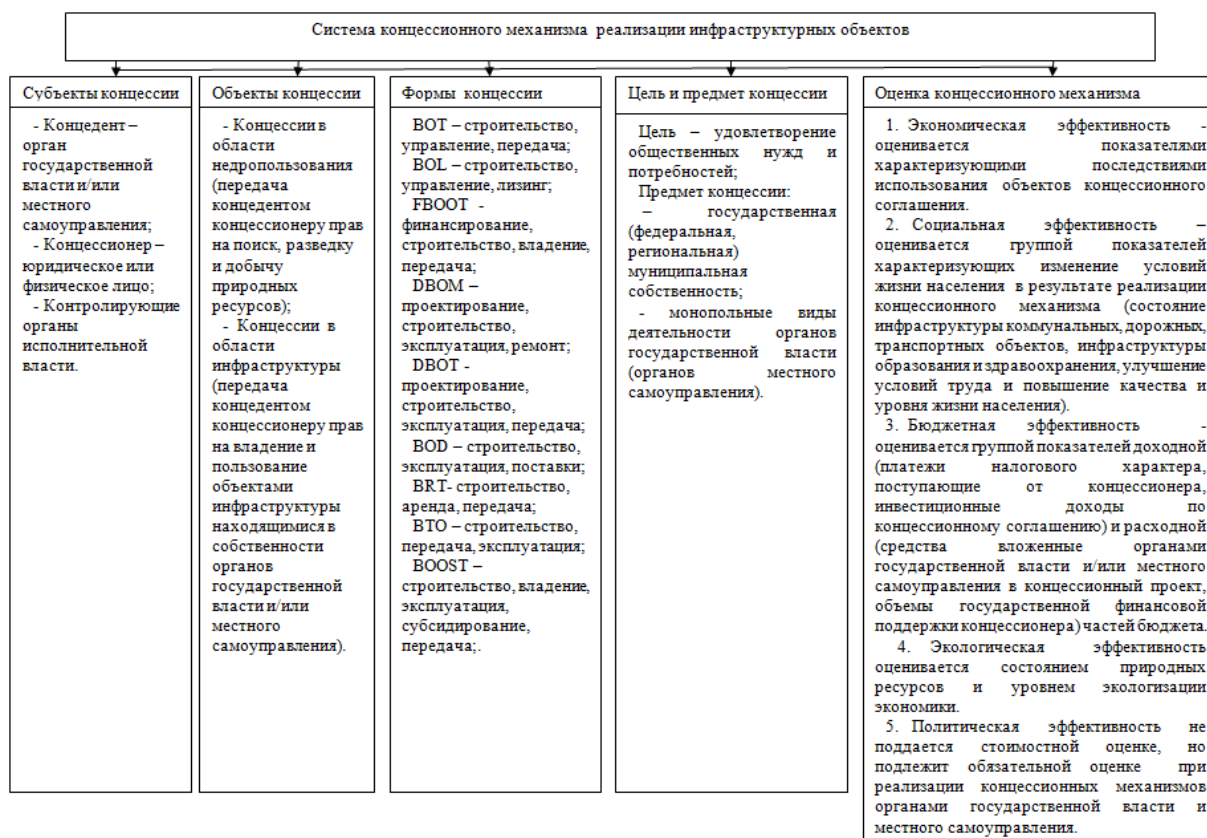 Система концессионного механизма реализации инфраструктурных объектов
Субъекты концессии
- Концедент –
орган
государственной
власти и/или
местного
самоуправления;
- Концессионер –
юридическое или
физическое лицо;
- Контролирующие
органы
исполнительной
власти.
Объекты концессии
- Концессии в
области
недропользования
(передача
концедентом
концессионеру прав
на поиск, разведку
и добычу
природных
ресурсов);
- Концессии в
области
инфраструктуры
(передача
концедентом
концессионеру прав
на владение и
пользование
объектами
инфраструктуры
находящимися в
собственности
органов
государственной
власти и/или
местного
самоуправления).
Формы концессии
BOT – строительство,
управление, передача;
BOL – строительство,
управление, лизинг;
FBOOT -
финансирование,
строительство, владение,
передача;
DBOM –
проектирование,
строительство,
эксплуатация, ремонт;
DBOT -
проектирование,
строительство,
эксплуатация, передача;
BOD – строительство,
эксплуатация, поставки;
BRT- строительство,
аренда, передача;
BTO – строительство,
передача, эксплуатация;
BOOST –
строительство, владение,
эксплуатация,
субсидирование,
передача;.
Цель и предмет концессии
Цель – удовлетворение
общественных нужд и
потребностей;
Предмет концессии:
– государственная
(федеральная,
региональная)
муниципальная
собственность;
- монопольные виды
деятельности органов
государственной власти
(органов местного
самоуправления).
Оценка концессионного механизма
1. Экономическая эффективность -
оценивается показателями
характеризующими последствиями
использования объектов концессионного
соглашения.
2. Социальная эффективность –
оценивается группой показателей
характеризующих изменение условий
жизни населения в результате реализации
концессионного механизма (состояние
инфраструктуры коммунальных, дорожных,
транспортных объектов, инфраструктуры
образования и здравоохранения, улучшение
условий труда и повышение качества и
уровня жизни населения).
3. Бюджетная эффективность -
оценивается группой показателей доходной
(платежи налогового характера,
поступающие от концессионера,
инвестиционные доходы по
концессионному соглашению) и расходной
(средства вложенные органами
государственной власти и/или местного
самоуправления в концессионный проект,
объемы государственной финансовой
поддержки концессионера) частей бюджета.
4. Экологическая эффективность
оценивается состоянием природных
ресурсов и уровнем экологизации
экономики.
5. Политическая эффективность не
поддается стоимостной оценке, но
подлежит обязательной оценке при
реализации концессионных механизмов
органами государственной власти и
местного самоуправления.